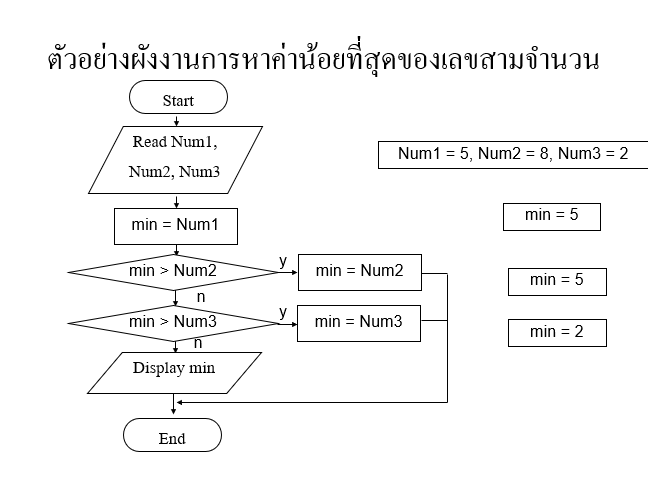 ตัวอย่างผังงานการหาค่าน้อยที่สุดของเลขสามจำนวน
Start
Read Num1,
Num2, Num3
Num1 = 5, Num2 = 8, Num3 = 2
min = Num1
min = 5
min > Num2
y
min = Num2
min = 5
n
min > Num3
y
min = Num3
min = 2
n
Display min
End